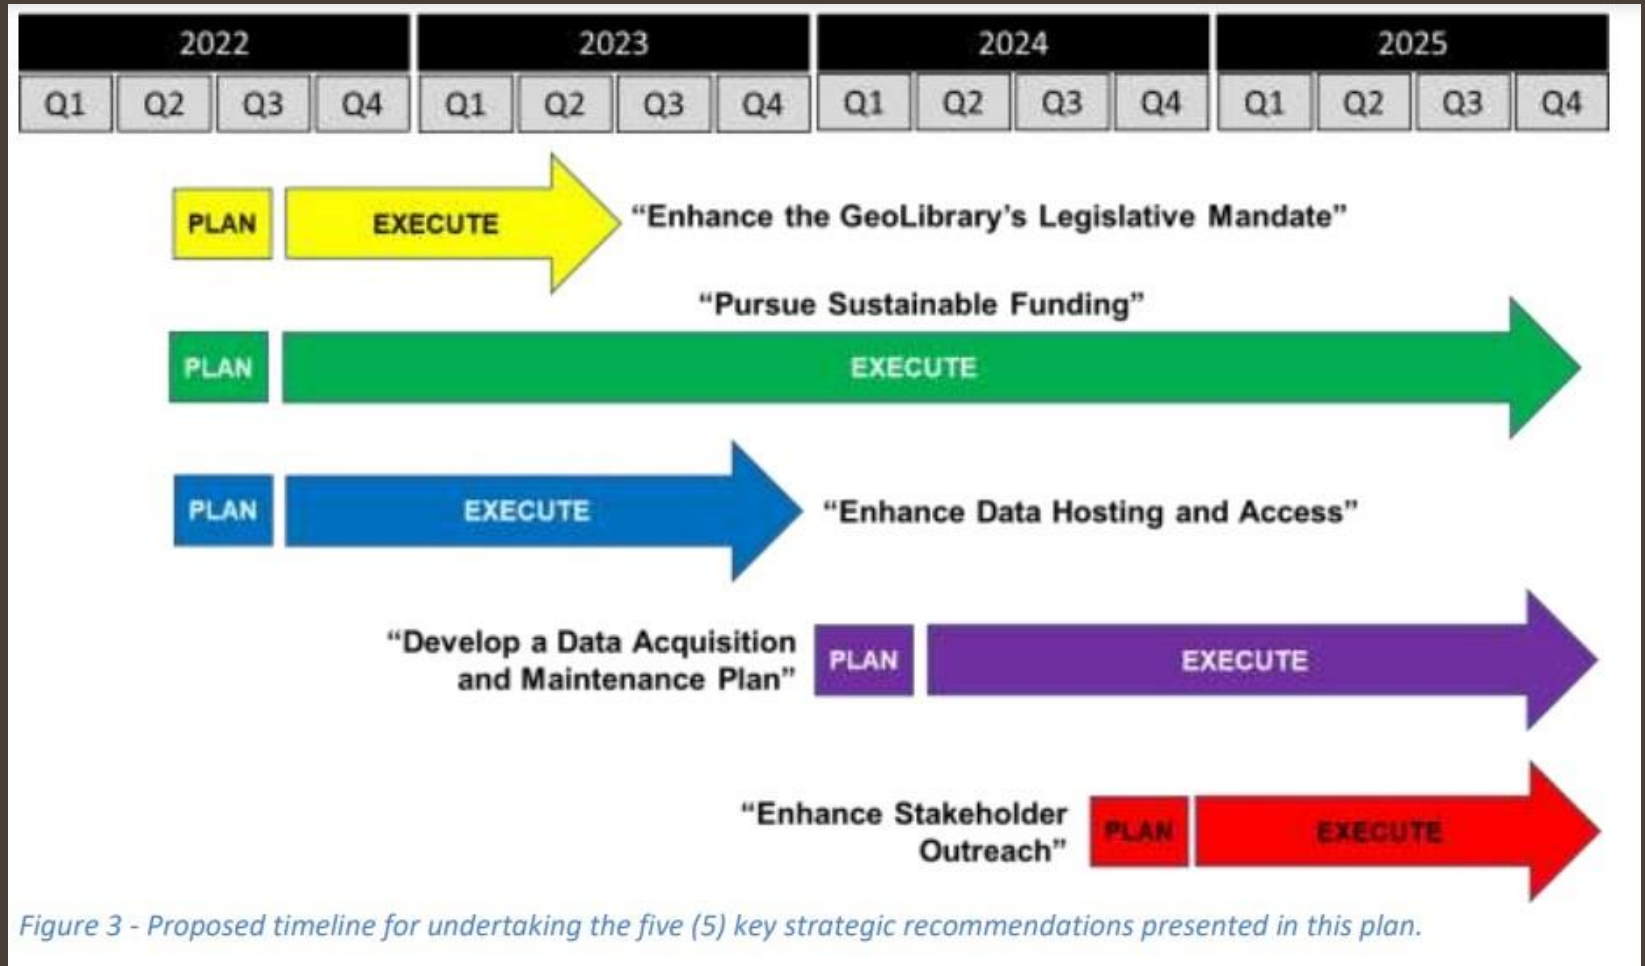 2022 2023 2024 2025
Q1 Q2 Q3 Q4 Q1 Q2 Q3 Q4 Q1 Q2 Q3 Q4 Q1 Q2 Q3 Q4
PLAN EXECUTE “Enhance the GeoLibrary’s Legislative Mandate”
“Pursue Sustainable Funding”
PLAN EXECUTE
PLAN EXECUTE “Enhance Data Hosting and Access”
“Develop a Data Acquisition
and Maintenance Plan”
PLAN EXECUTE
“Enhance Stakeholder
Outreach”
PLAN EXECUTE
Figure 3 - Proposed timeline for undertaking the five (5) key strategic recommendations presented in this plan.